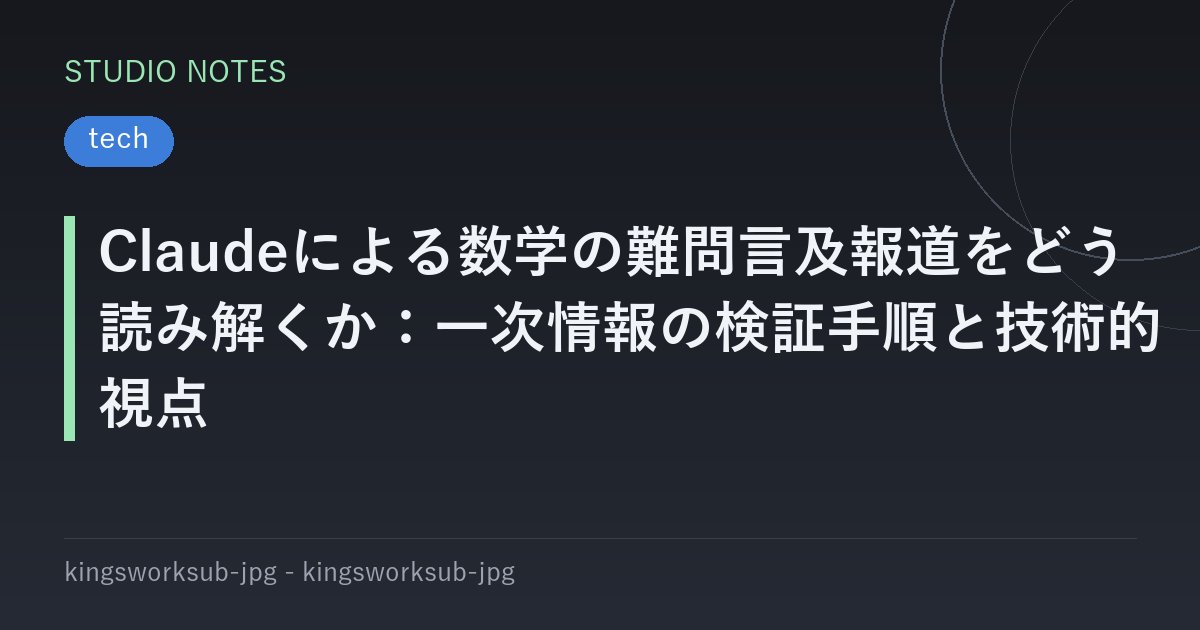 STUDIO NOTES
tech
Claudeによる数学の難問言及報道をどう
読み解くか：一次情報の検証手順と技術的
視点
kingsworksub-jpg - kingsworksub-jpg